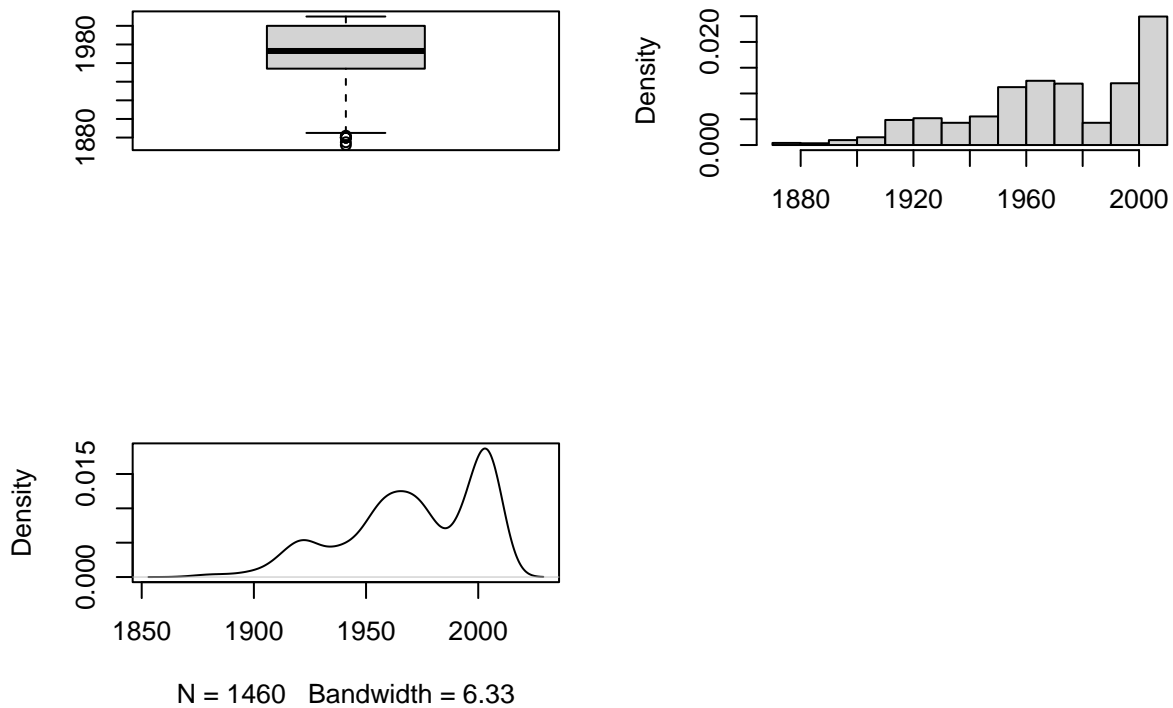 1880 1980
Density
0.000 0.020
1880 1920 1960 2000
Density
0.000 0.015
1850 1900 1950 2000
N = 1460 Bandwidth = 6.33